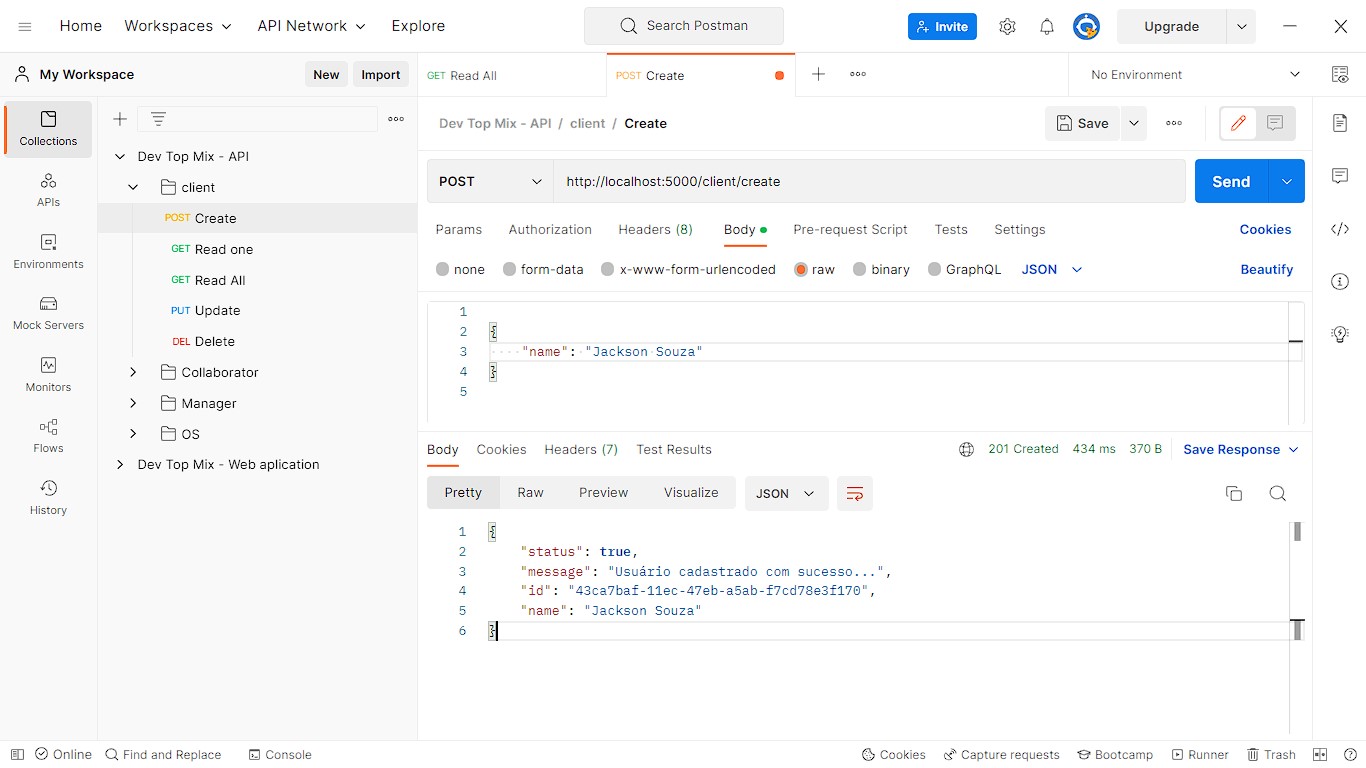 Home Workspaces API Network Explore Search Postman Invite Upgrade
My Workspace New Import GET Read All POST Create No Environment
Collections
APIs
Environments
Mock Servers
Monitors
Flows
History
Dev Top Mix - API
client
POST Create
GET Read one
GET Read All
PUT Update
DEL Delete
Collaborator
Manager
OS
Dev Top Mix - Web aplication
Dev Top Mix - API / client / Create Save
POST http://localhost:5000/client/create Send
Params Authorization Headers (8) Body Pre-request Script Tests Settings Cookies
none form-data x-www-form-urlencoded raw binary GraphQL JSON Beautify
1
2 {
3 "name": "Jackson Souza"
4 }
5
Body Cookies Headers (7) Test Results 201 Created 434 ms 370 B Save Response
Pretty Raw Preview Visualize JSON
1 {
2 "status": true,
3 "message": "Usuário cadastrado com sucesso...",
4 "id": "43ca7baf-11ec-47eb-a5ab-f7cd78e3f170",
5 "name": "Jackson Souza"
6 }
Online Find and Replace Console Cookies Capture requests Bootcamp Runner Trash